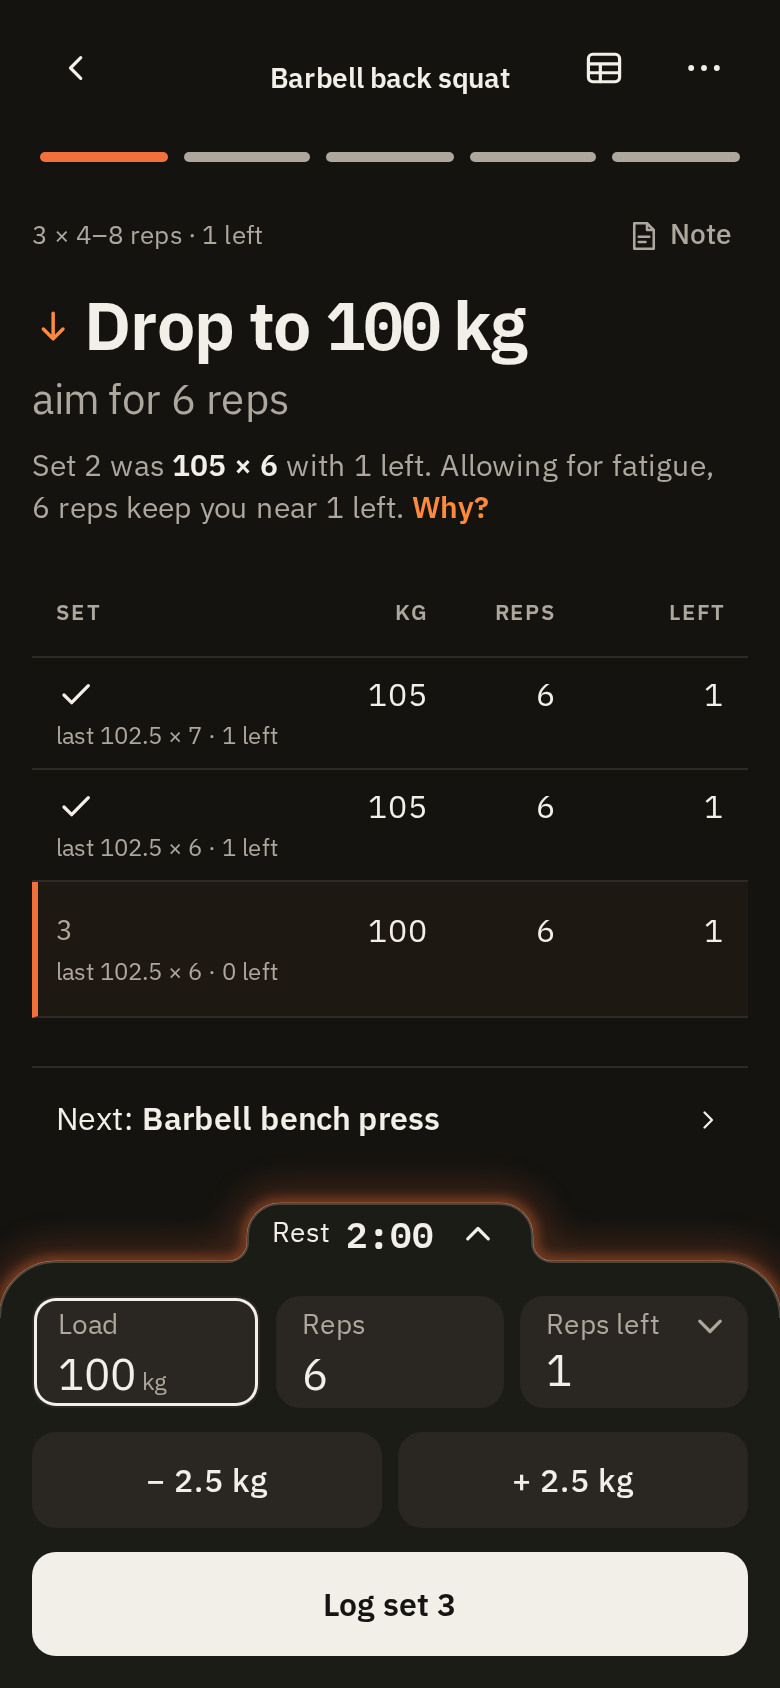 Barbell back squat
3 × 4–8 reps · 1 left
Note
Drop to 100 kg
aim for 6 reps
Set 2 was 105 × 6 with 1 left. Allowing for fatigue,
6 reps keep you near 1 left. Why?
SET KG REPS LEFT
105 6 1
last 102.5 × 7 · 1 left
105 6 1
last 102.5 × 6 · 1 left
3 100 6 1
last 102.5 × 6 · 0 left
Next: Barbell bench press
Rest 2:00
Load Reps Reps left
100 kg 6 1
− 2.5 kg + 2.5 kg
Log set 3